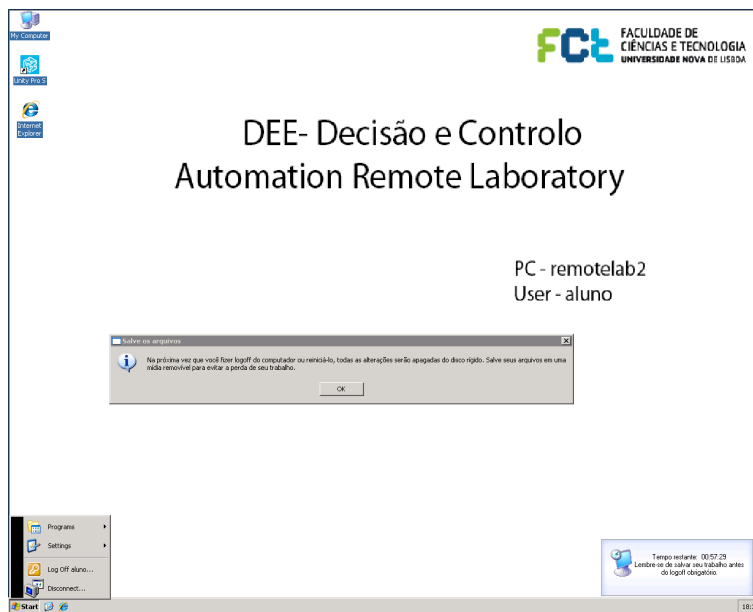 My Computer
FCT
FACULDADE DE
CIÊNCIAS E TECNOLOGIA
UNIVERSIDADE NOVA DE LISBOA
Unity Pro S
Internet
Explorer
DEE- Decisão e Controlo
Automation Remote Laboratory
PC - remotelab2
User - aluno
Salve os arquivos
Na próxima vez que você fizer logoff do computador ou reiniciá-lo, todas as alterações serão apagadas do disco rígido. Salve seus arquivos em uma
mídia removível para evitar a perda de seu trabalho.
OK
Programs
Settings
Log Off aluno...
Disconnect...
Tempo restante: 00:57:29
Lembre-se de salvar seu trabalho antes
do logoff obrigatório.
Start